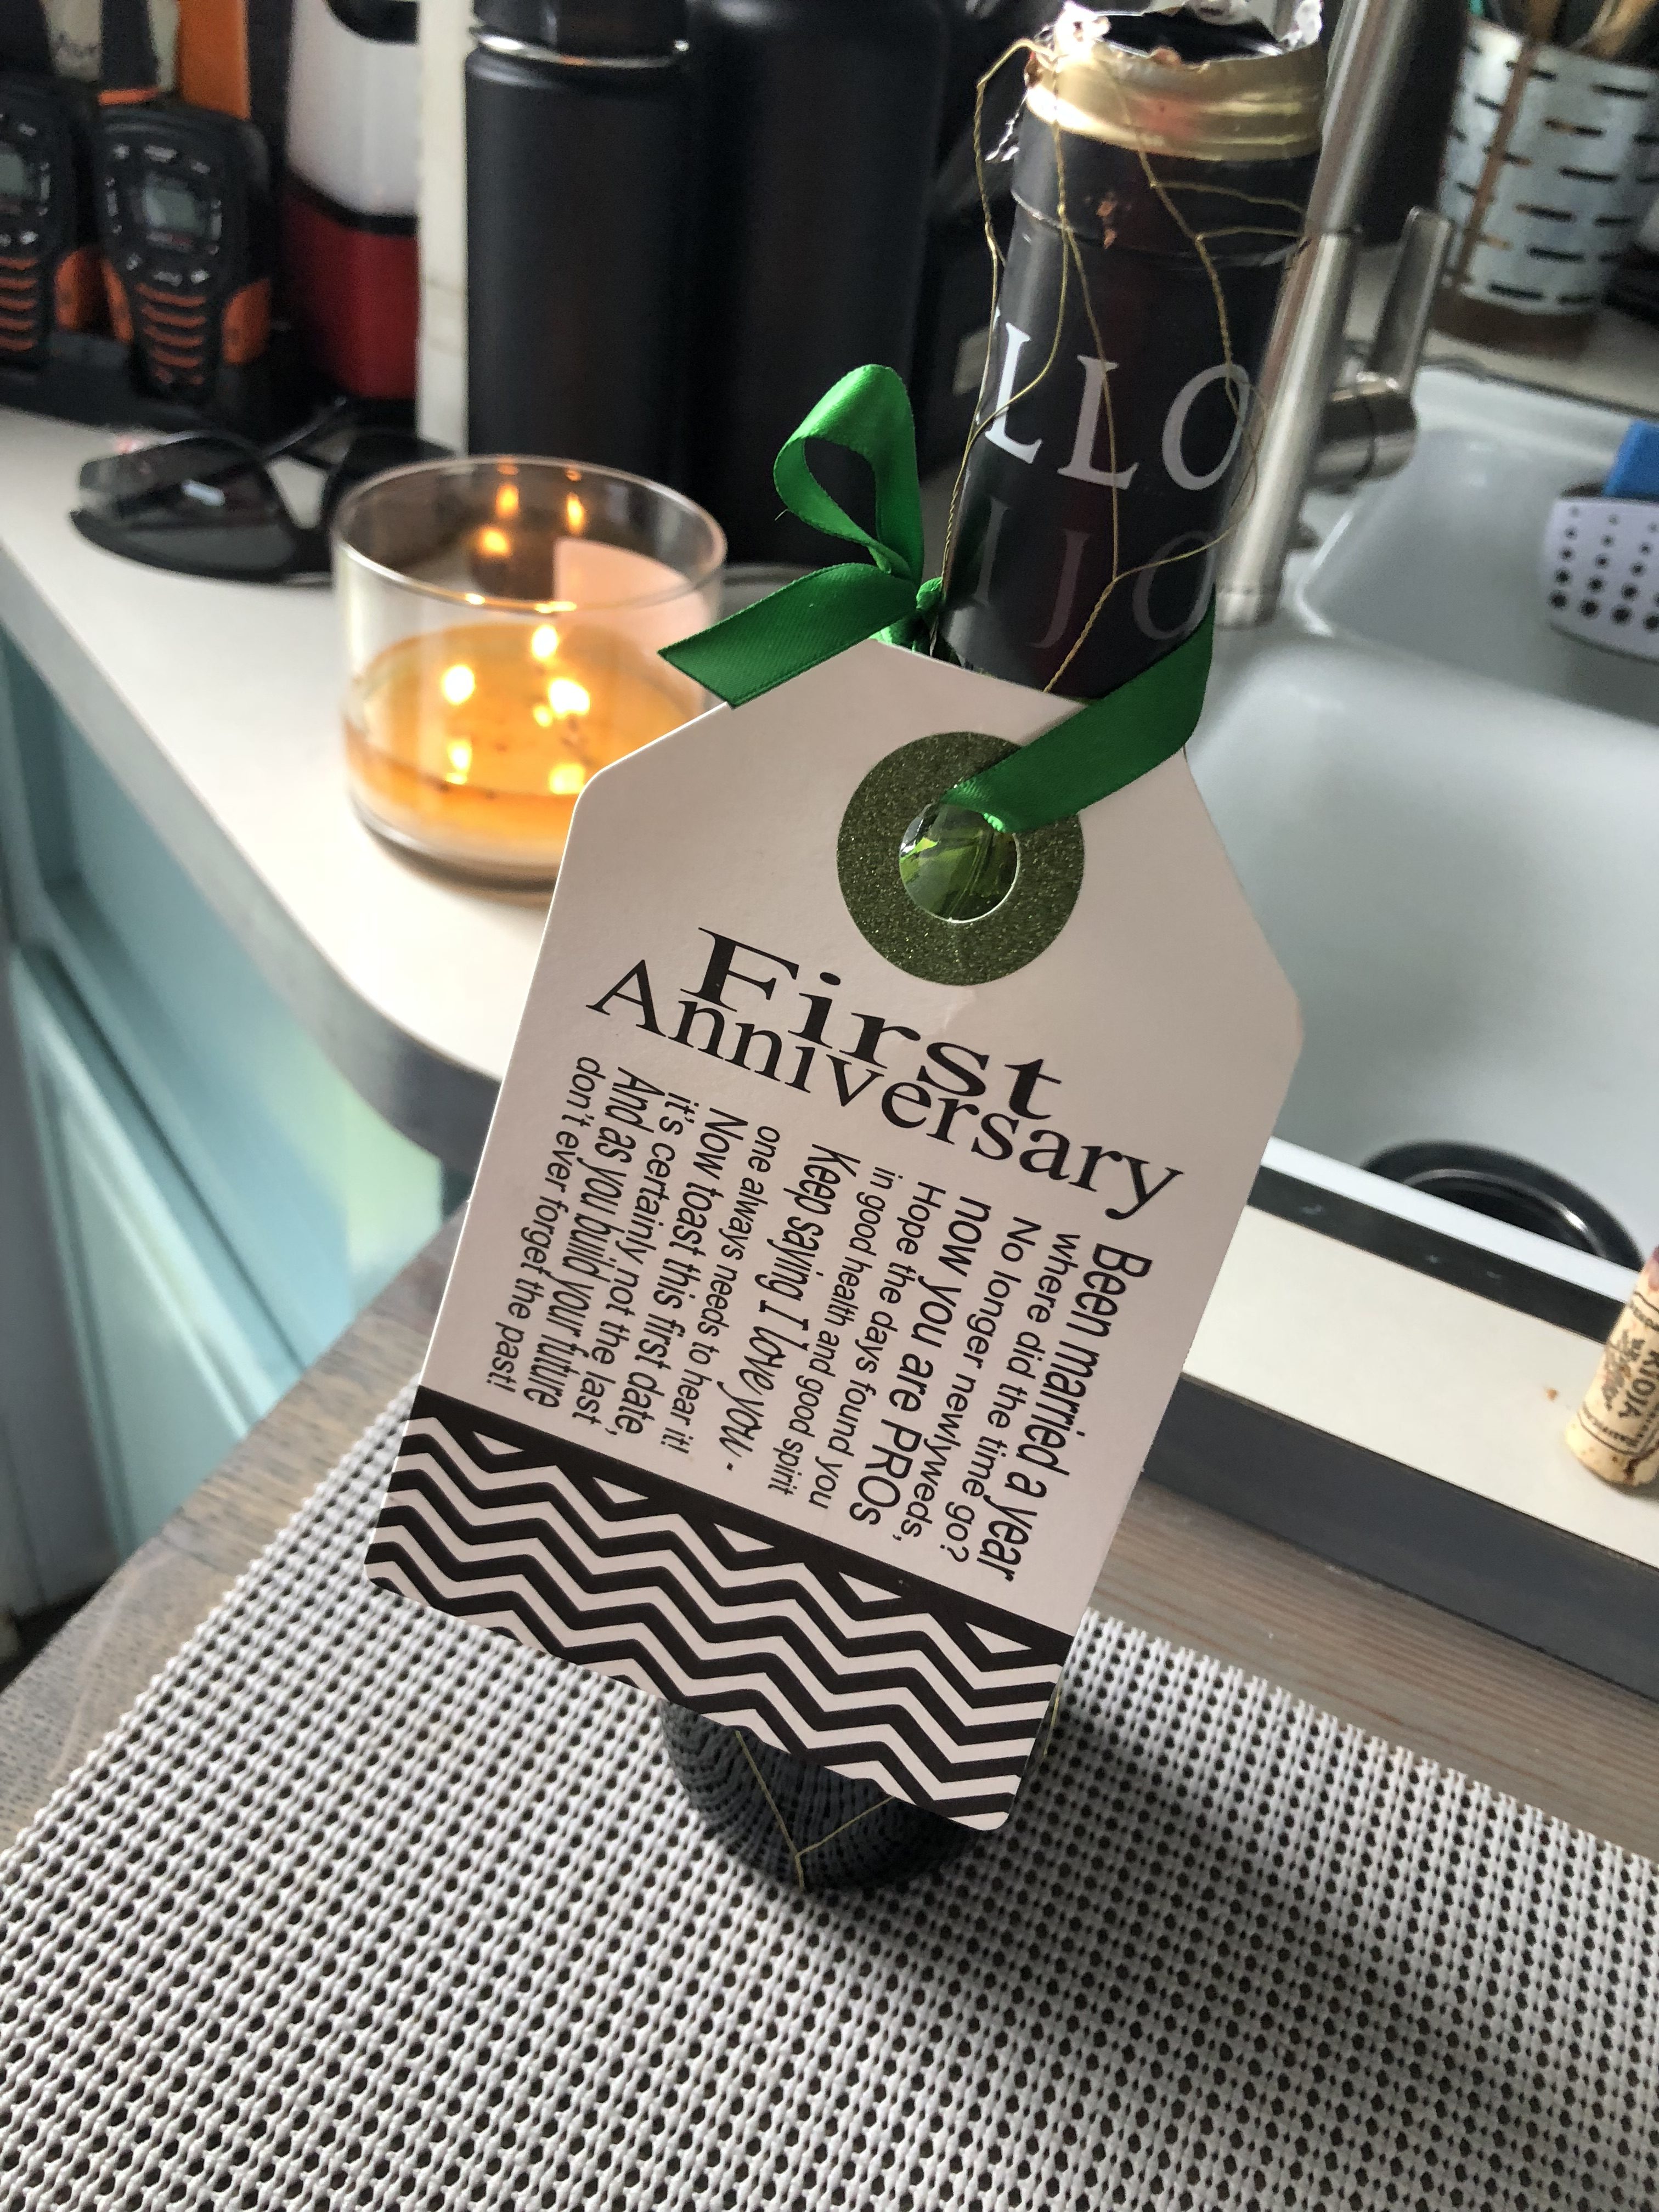 LLO
First
Anniversary
Been married a year
where did the time go?
No longer newlyweds,
now you are PROs
Hope the days found you
in good health and good spirit
Keep saying I love you -
one always needs to hear it!
Now toast this first date,
it's certainly not the last,
And as you build your future
don't ever forget the past!
RIDIA